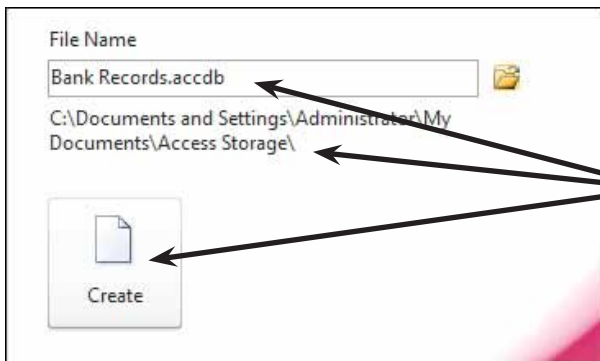 File Name
Bank Records.accdb
C:\Documents and Settings\Administrator\My
Documents\Access Storage\
Create